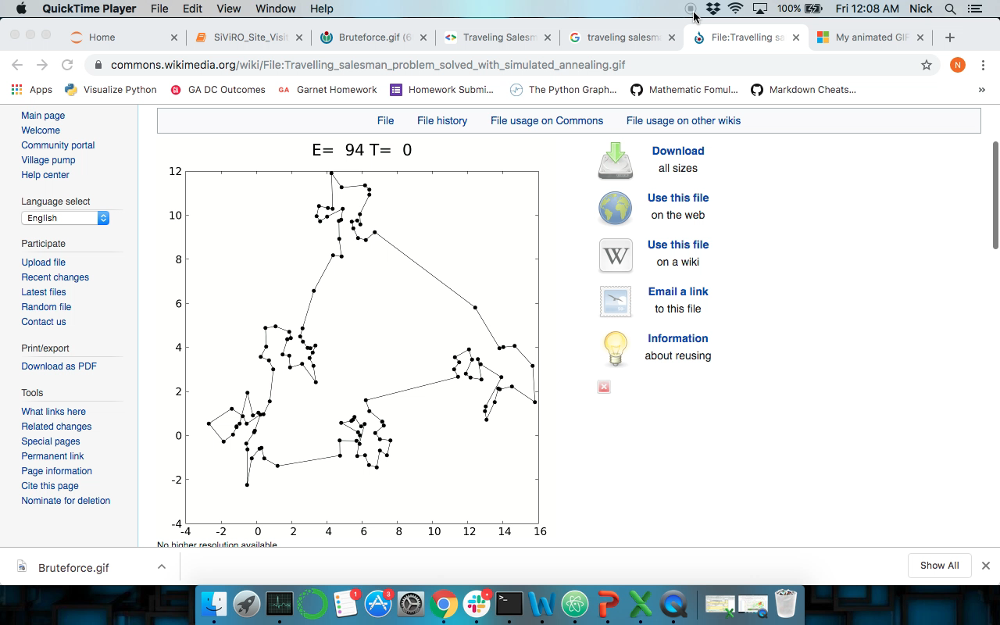 QuickTime Player File Edit View Window Help 100% Fri 12:08 AM Nick
Home SiViRO_Site_Visit Bruteforce.gif (6 Traveling Salesm traveling salesma File:Travelling sa My animated GIF
commons.wikimedia.org/wiki/File:Travelling_salesman_problem_solved_with_simulated_annealing.gif N
Apps Visualize Python GA GA DC Outcomes GA Garnet Homework Homework Submi... The Python Graph... Mathematic Fomul... Markdown Cheats... »
Main page
Welcome
Community portal
Village pump
Help center
Language select
English
Participate
Upload file
Recent changes
Latest files
Random file
Contact us
Print/export
Download as PDF
Tools
What links here
Related changes
Special pages
Permanent link
Page information
Cite this page
Nominate for deletion
File File history File usage on Commons File usage on other wikis
E= 94 T= 0
12
10
8
6
4
2
0
-2
-4
-4 -2 0 2 4 6 8 10 12 14 16
No higher resolution available
Download
all sizes
Use this file
on the web
W
Use this file
on a wiki
Email a link
to this file
Information
about reusing
Bruteforce.gif Show All
1 3